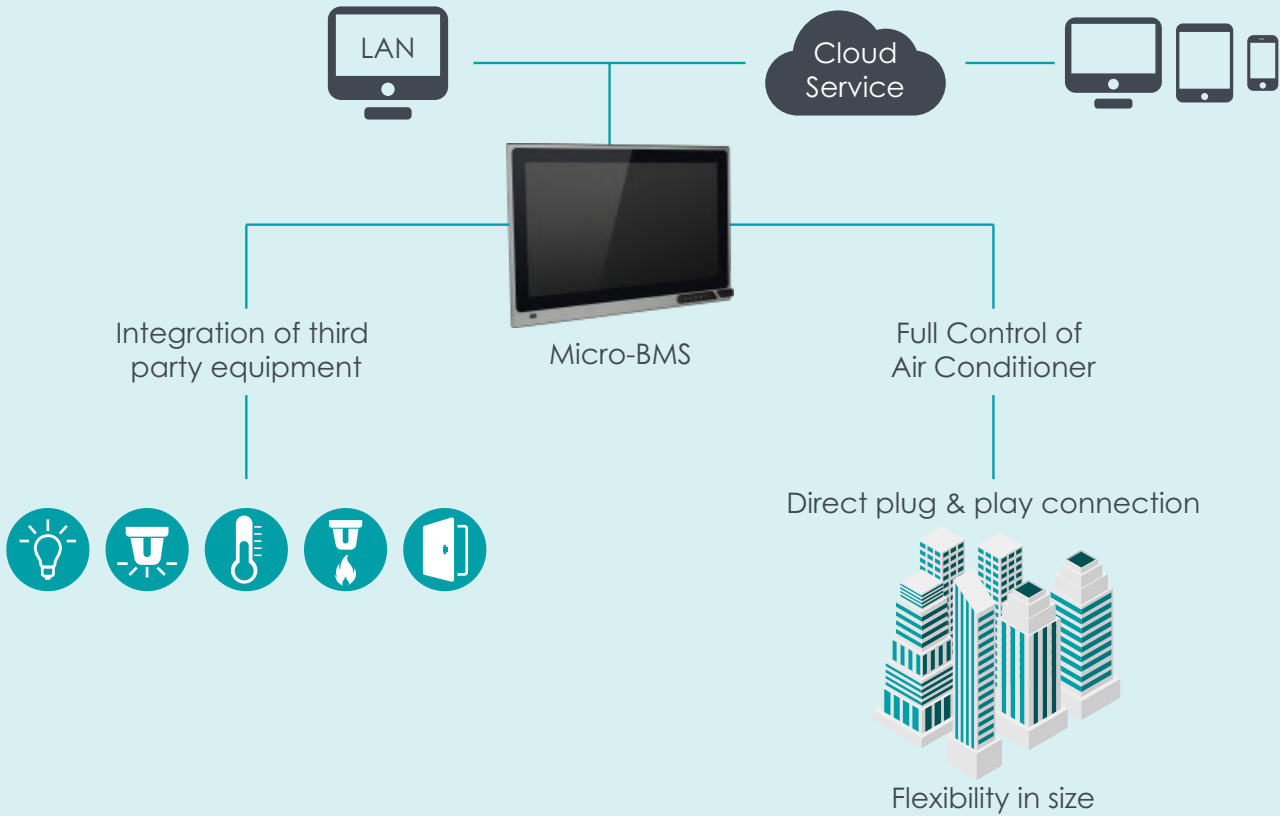 LAN
Cloud
Service
Micro-BMS
Integration of third
party equipment
Full Control of
Air Conditioner
Direct plug & play connection
Flexibility in size